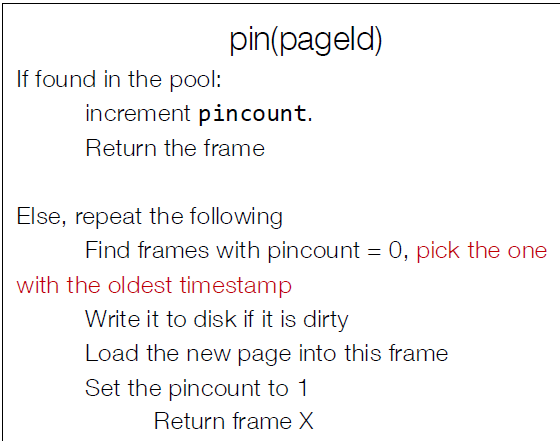 pin(pageId)
If found in the pool:
increment pincount.
Return the frame
Else, repeat the following
Find frames with pincount = 0, pick the one
with the oldest timestamp
Write it to disk if it is dirty
Load the new page into this frame
Set the pincount to 1
Return frame X